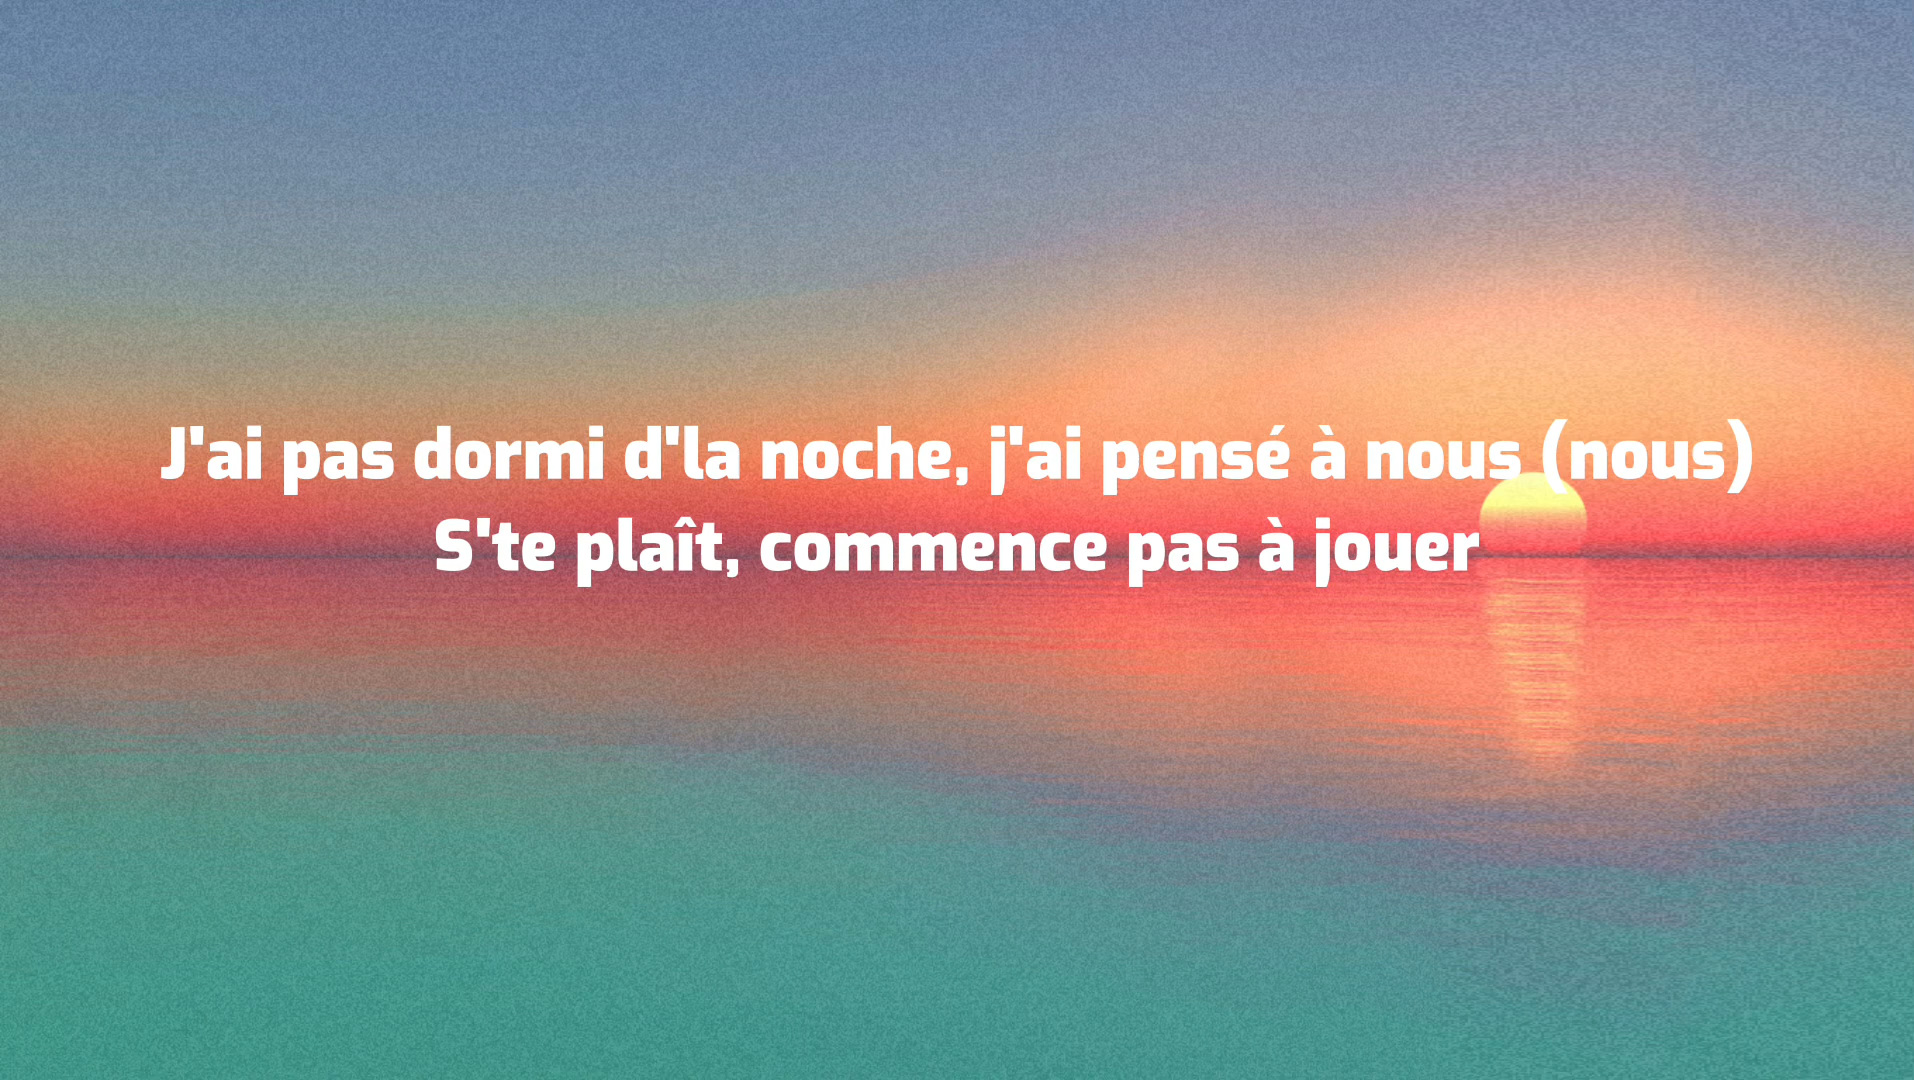 J'ai pas dormi d'la noche, j'ai pensé à nous (nous)
S'te plaît, commence pas à jouer